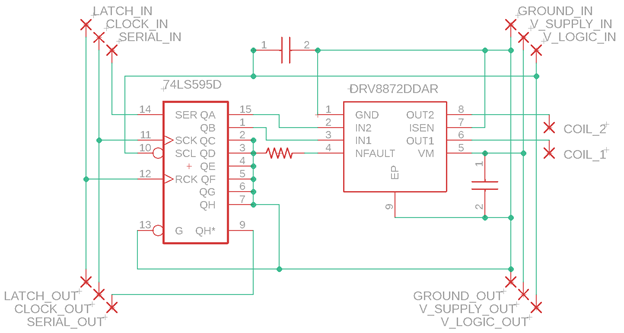 LATCH_IN
CLOCK_IN
SERIAL_IN
GROUND_IN
V_SUPPLY_IN
V_LOGIC_IN
1 2
74LS595D
DRV8872DDAR
14 SER QA 15
QB 1
11 SCK QC 2
10 SCL QD 3
QE 4
12 RCK QF 5
QG 6
QH 7
13 G QH* 9
1 GND OUT2 8
2 IN2 ISEN 7
3 IN1 OUT1 6
4 NFAULT VM 5
EP
9
1
2
COIL_2
COIL_1
LATCH_OUT
CLOCK_OUT
SERIAL_OUT
GROUND_OUT
V_SUPPLY_OUT
V_LOGIC_OUT